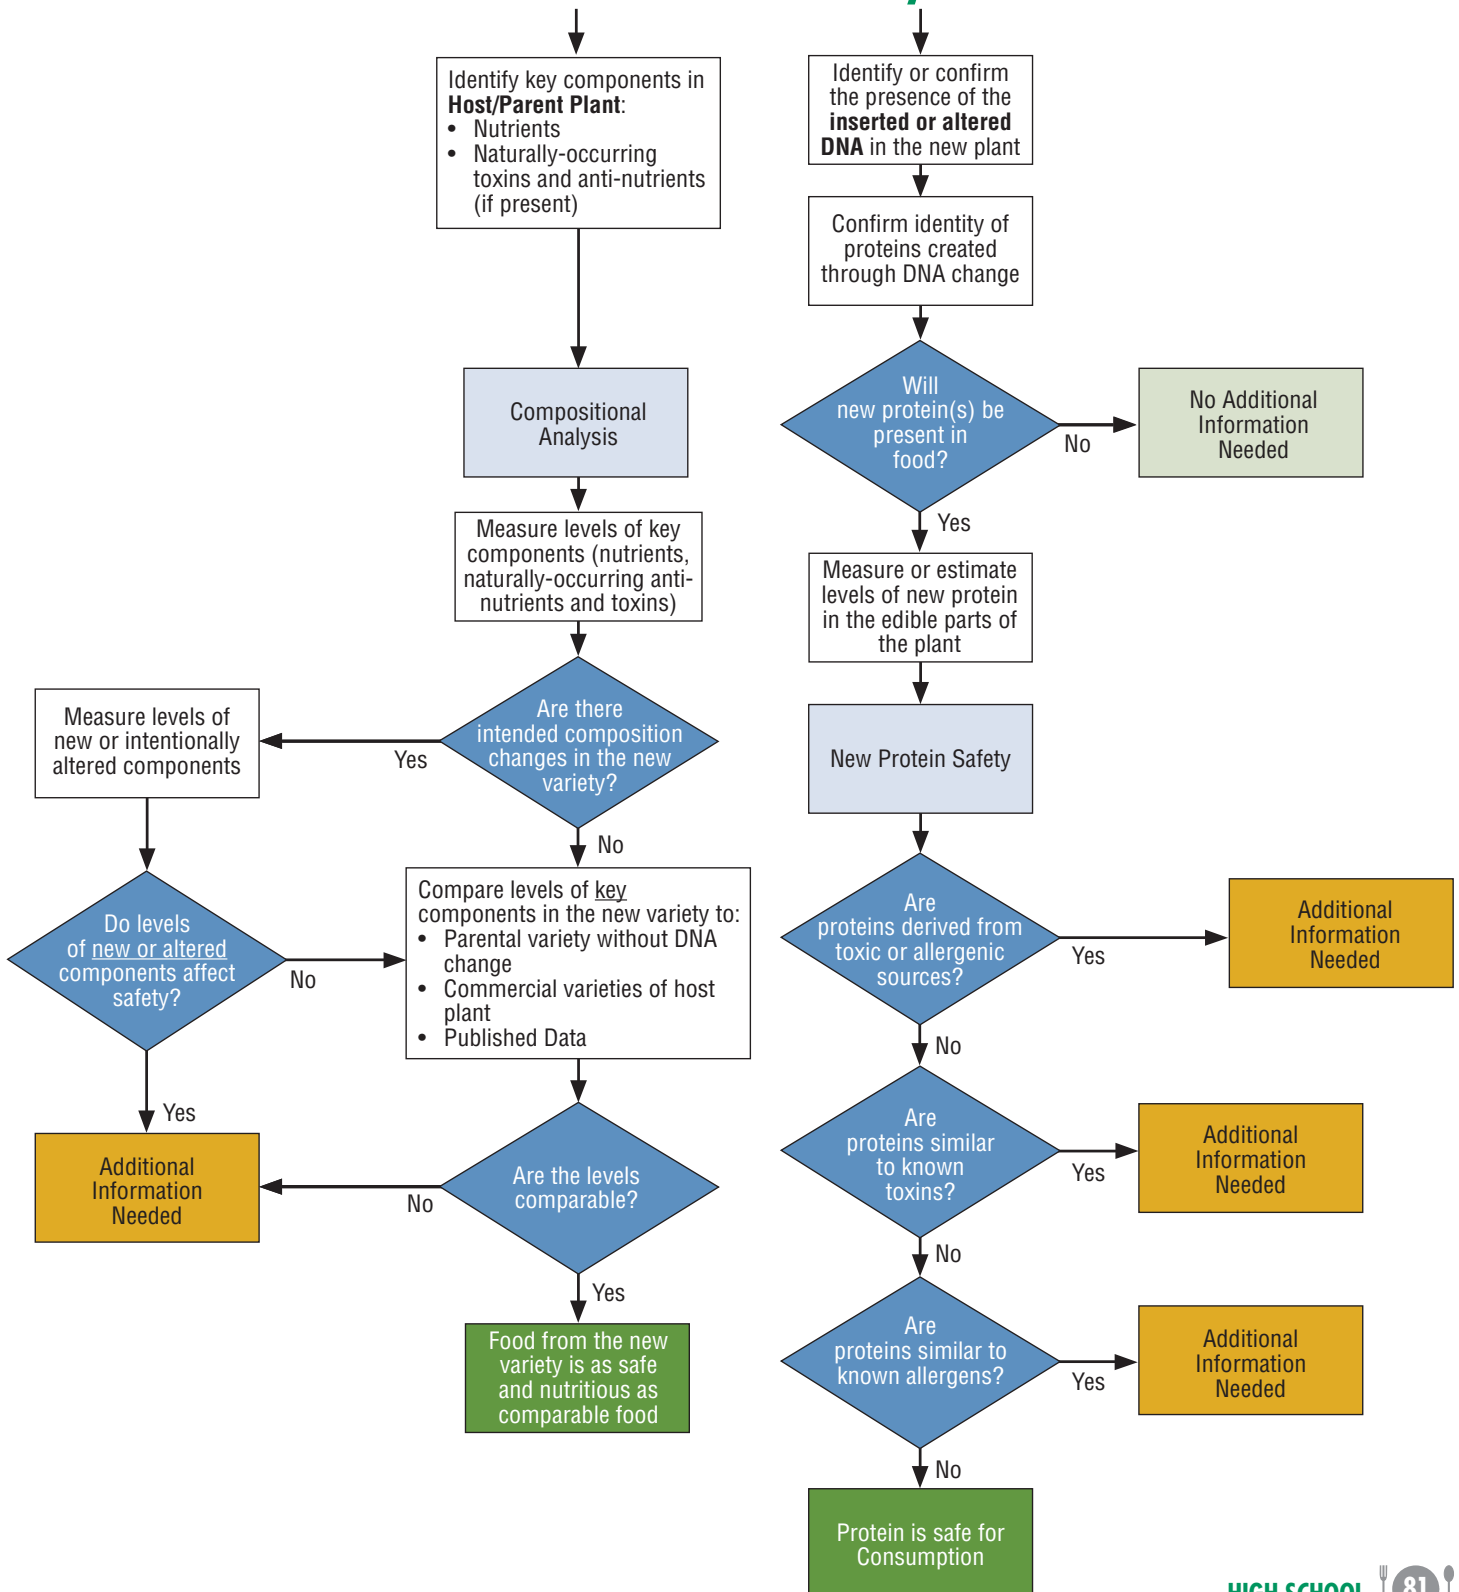 Identify key components in
Host/Parent Plant:
• Nutrients
• Naturally-occurring
toxins and anti-nutrients
(if present)
Compositional
Analysis
Measure levels of key
components (nutrients,
naturally-occurring anti-
nutrients and toxins)
Are there
intended composition
changes in the new
variety?
Yes
No
Measure levels of
new or intentionally
altered components
Do levels
of new or altered
components affect
safety?
No
Yes
Additional
Information
Needed
Compare levels of key
components in the new variety to:
• Parental variety without DNA
change
• Commercial varieties of host
plant
• Published Data
Are the levels
comparable?
No
Yes
Food from the new
variety is as safe
and nutritious as
comparable food
Identify or confirm
the presence of the
inserted or altered
DNA in the new plant
Confirm identity of
proteins created
through DNA change
Will
new protein(s) be
present in
food?
No
No Additional
Information
Needed
Yes
Measure or estimate
levels of new protein
in the edible parts of
the plant
New Protein Safety
Are
proteins derived from
toxic or allergenic
sources?
Yes
Additional
Information
Needed
No
Are
proteins similar
to known
toxins?
Yes
Additional
Information
Needed
No
Are
proteins similar to
known allergens?
Yes
Additional
Information
Needed
No
Protein is safe for
Consumption
HIGH SCHOOL
81